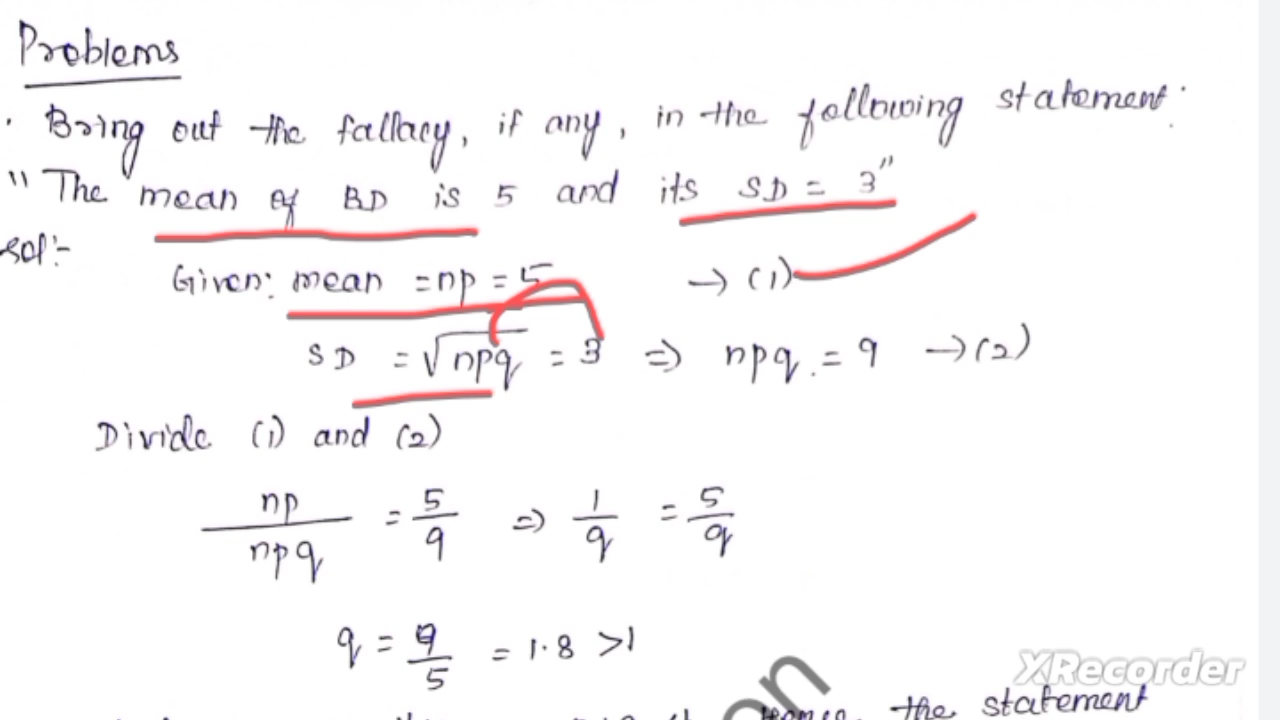 Problems
. Bring out the fallacy, if any, in the following statement:
"The mean of BD is 5 and its SD = 3"
Sol:-
Given: mean = np = 5 → (1)
SD = √npq = 3 ⇒ npq = 9 → (2)
Divide (1) and (2)
np/npq = 5/9 ⇒ 1/q = 5/9
q = 9/5 = 1.8 >1
XRecorder
hence, the statement